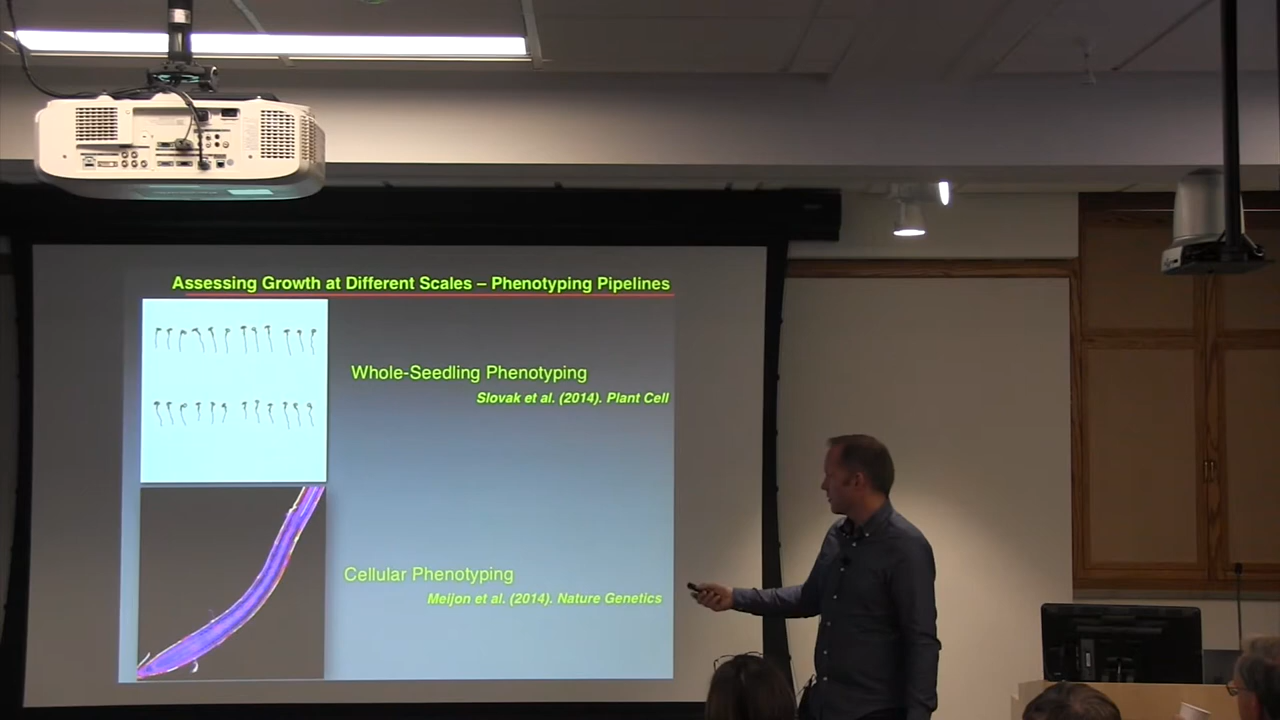 Assessing Growth at Different Scales – Phenotyping Pipelines
Whole-Seedling Phenotyping
Slovak et al. (2014). Plant Cell
Cellular Phenotyping
Meijon et al. (2014). Nature Genetics